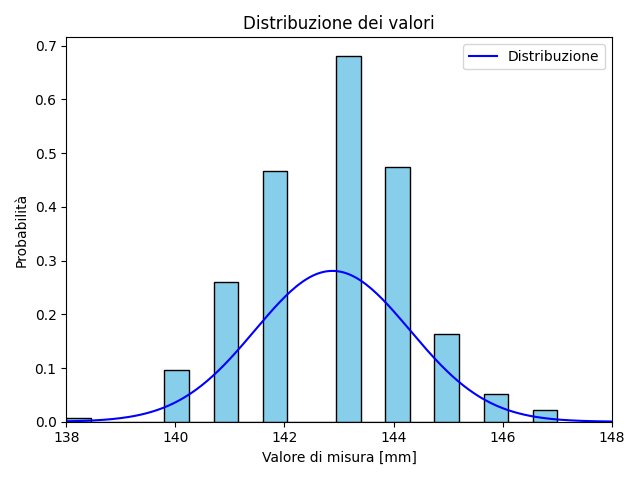 Distribuzione dei valori
Distribuzione
Probabilità
0.7
0.6
0.5
0.4
0.3
0.2
0.1
0.0
138 140 142 144 146 148
Valore di misura [mm]